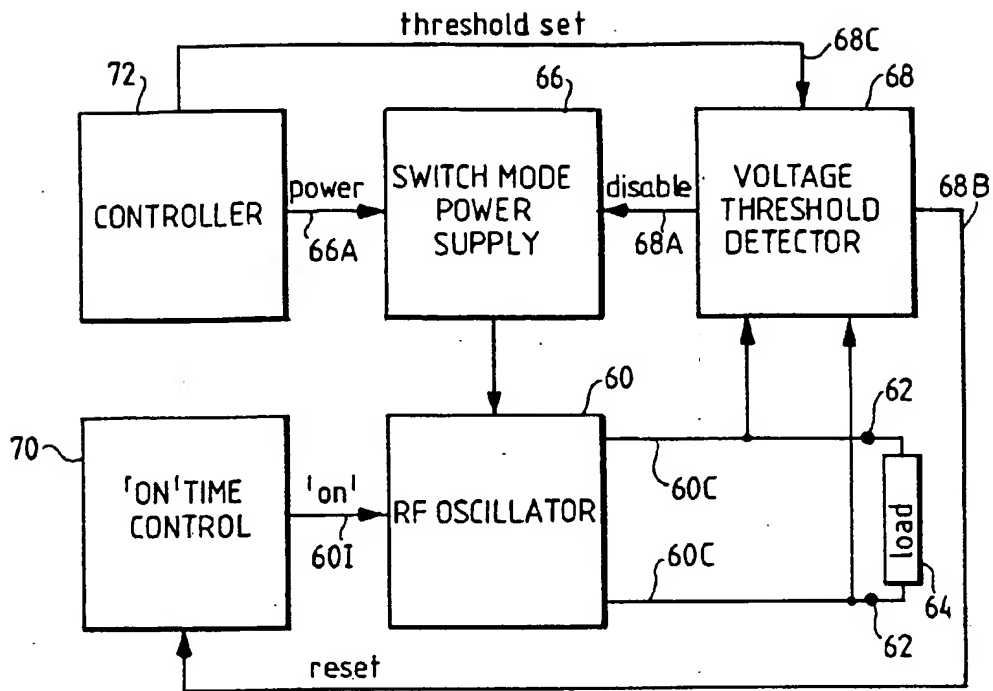 threshold set
68C
72
66
68
CONTROLLER
power
66A
SWITCH MODE
POWER
SUPPLY
disable
68A
VOLTAGE
THRESHOLD
DETECTOR
68B
60
62
70
'ON' TIME
CONTROL
'on'
60I
RF OSCILLATOR
60C
60C
load
64
62
reset